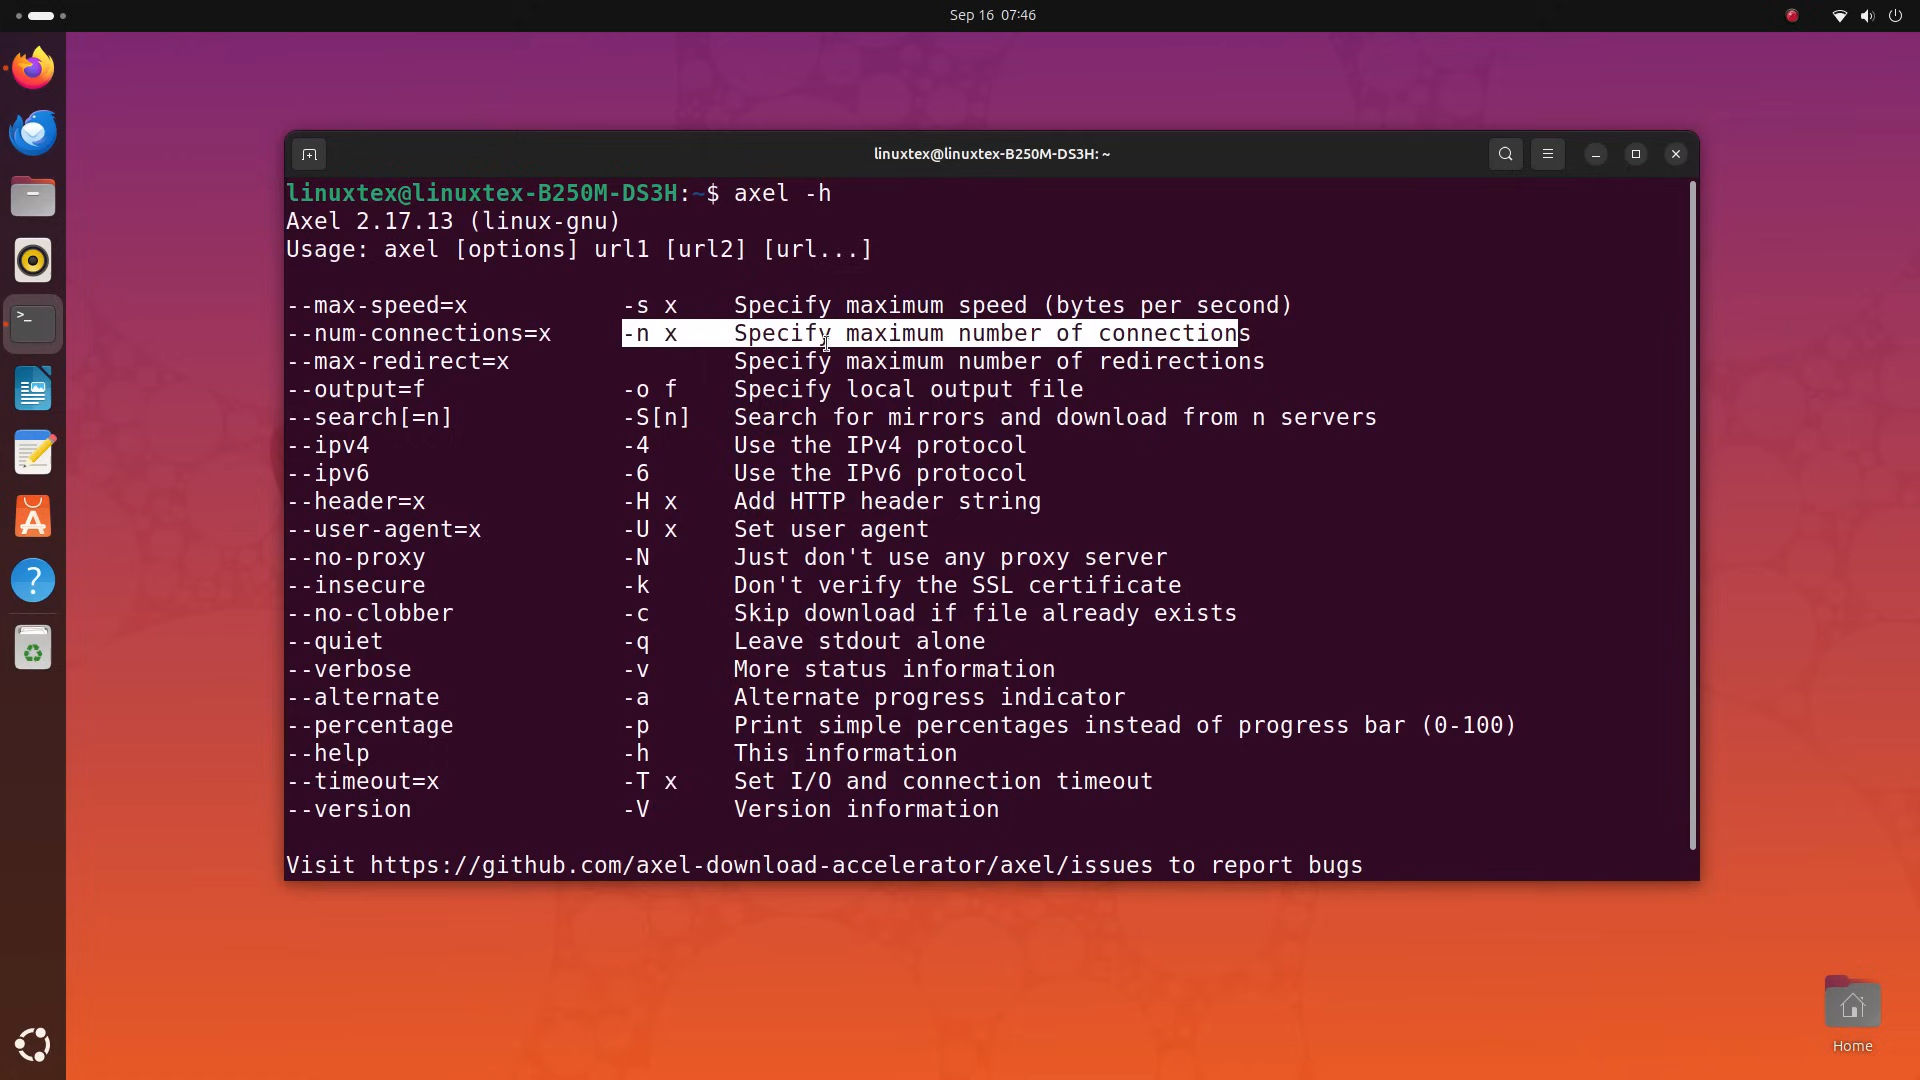 Sep 16 07:46
linuxtex@linuxtex-B250M-DS3H: ~
linuxtex@linuxtex-B250M-DS3H:~$ axel -h
Axel 2.17.13 (linux-gnu)
Usage: axel [options] url1 [url2] [url...]
--max-speed=x -s x Specify maximum speed (bytes per second)
--num-connections=x -n x Specify maximum number of connections
--max-redirect=x Specify maximum number of redirections
--output=f -o f Specify local output file
--search[=n] -S[n] Search for mirrors and download from n servers
--ipv4 -4 Use the IPv4 protocol
--ipv6 -6 Use the IPv6 protocol
--header=x -H x Add HTTP header string
--user-agent=x -U x Set user agent
--no-proxy -N Just don't use any proxy server
--insecure -k Don't verify the SSL certificate
--no-clobber -c Skip download if file already exists
--quiet -q Leave stdout alone
--verbose -v More status information
--alternate -a Alternate progress indicator
--percentage -p Print simple percentages instead of progress bar (0-100)
--help -h This information
--timeout=x -T x Set I/O and connection timeout
--version -V Version information
Visit https://github.com/axel-download-accelerator/axel/issues to report bugs
Home